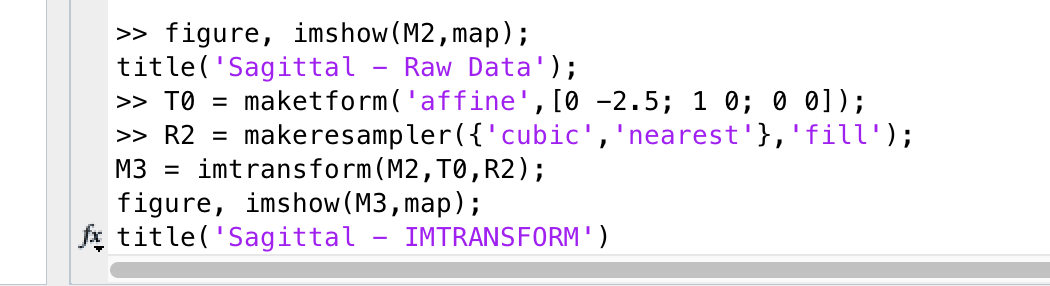 >> figure, imshow(M2,map);
title('Sagittal - Raw Data');
>> T0 = maketform('affine',[0 -2.5; 1 0; 0 0]);
>> R2 = makeresampler({'cubic','nearest'},'fill');
M3 = imtransform(M2,T0,R2);
figure, imshow(M3,map);
fx title('Sagittal - IMTRANSFORM')